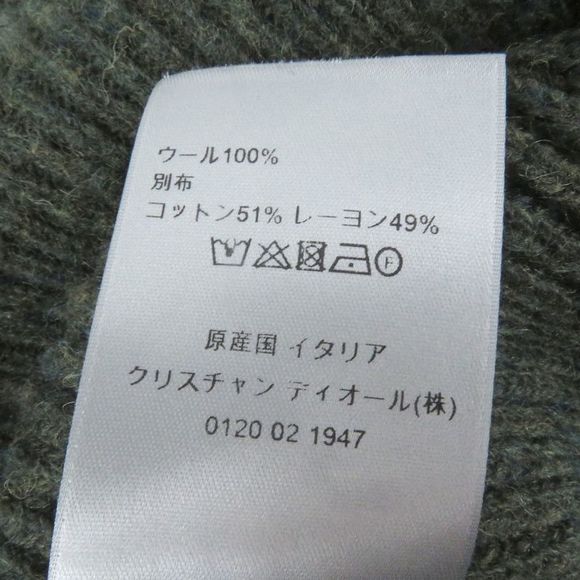 ウール100%
別布
コットン51% レーヨン49%
F
原産国 イタリア
クリスチャン ディオール(株)
0120 02 1947